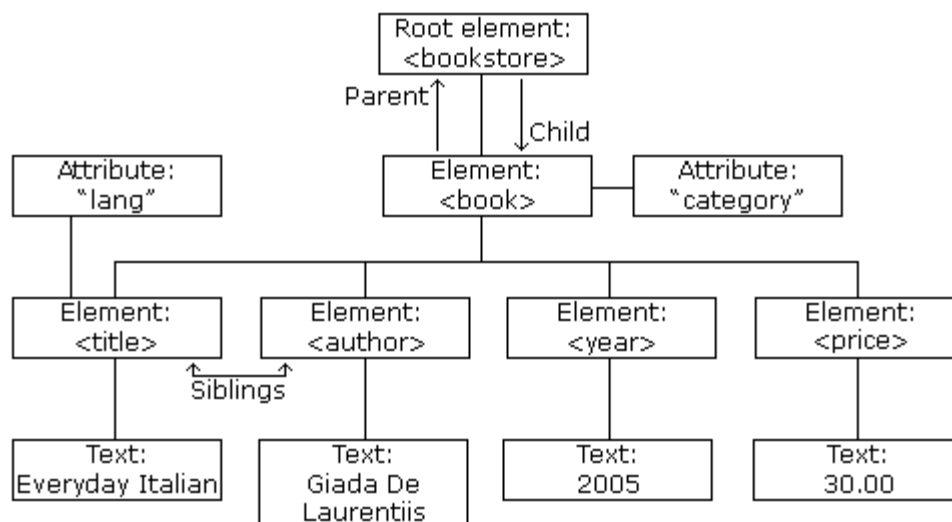 Root element:
<bookstore>
Parent
Child
Attribute:
“lang”
Element:
<book>
Attribute:
“category”
Element:
<title>
Element:
<author>
Element:
<year>
Element:
<price>
Siblings
Text:
Everyday Italian
Text:
Giada De
Laurentiis
Text:
2005
Text:
30.00